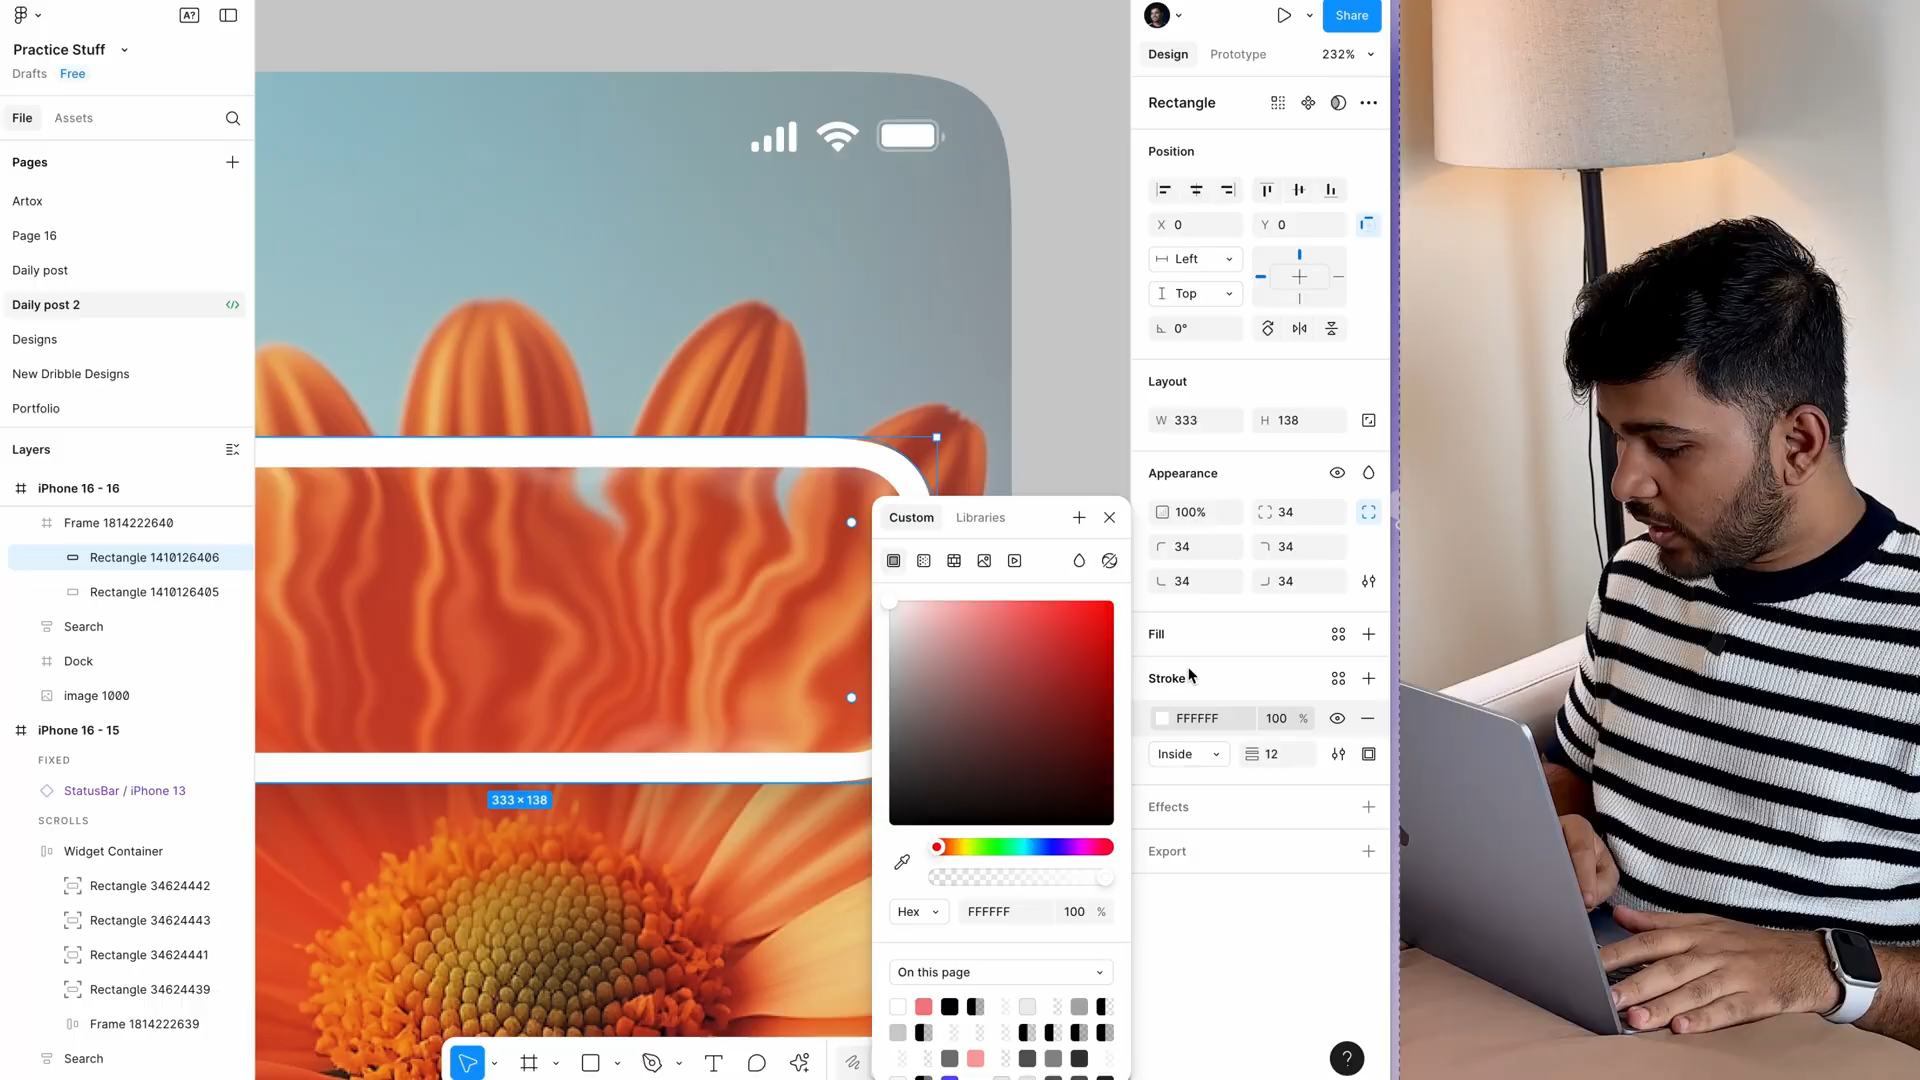 A?
Practice Stuff
Drafts
Free
File
Assets
Pages
Artox
Page 16
Daily post
Daily post 2
Designs
New Dribble Designs
Portfolio
Layers
iPhone 16 - 16
Frame 1814222640
Rectangle 1410126406
Rectangle 1410126405
Search
Dock
image 1000
iPhone 16 - 15
FIXED
StatusBar / iPhone 13
SCROLLS
Widget Container
Rectangle 34624442
Rectangle 34624443
Rectangle 34624441
Rectangle 34624439
Frame 1814222639
Search
333 × 138
Custom
Libraries
Hex
FFFFFF
100 %
On this page
Share
Design
Prototype
232%
Rectangle
Position
X 0
Y 0
Left
Top
0°
Layout
W 333
H 138
Appearance
100%
34
34
34
34
34
Fill
Stroke
FFFFFF
100 %
Inside
12
Effects
Export
?